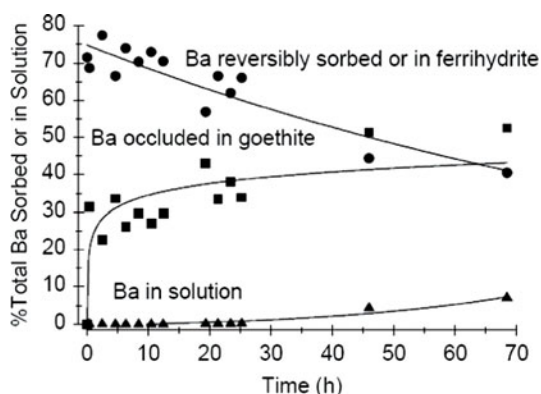 80
70
60
50
40
30
20
10
0
%Total Ba Sorbed or in Solution
Ba reversibly sorbed or in ferrihydrite
Ba occluded in goethite
Ba in solution
0 10 20 30 40 50 60 70
Time (h)